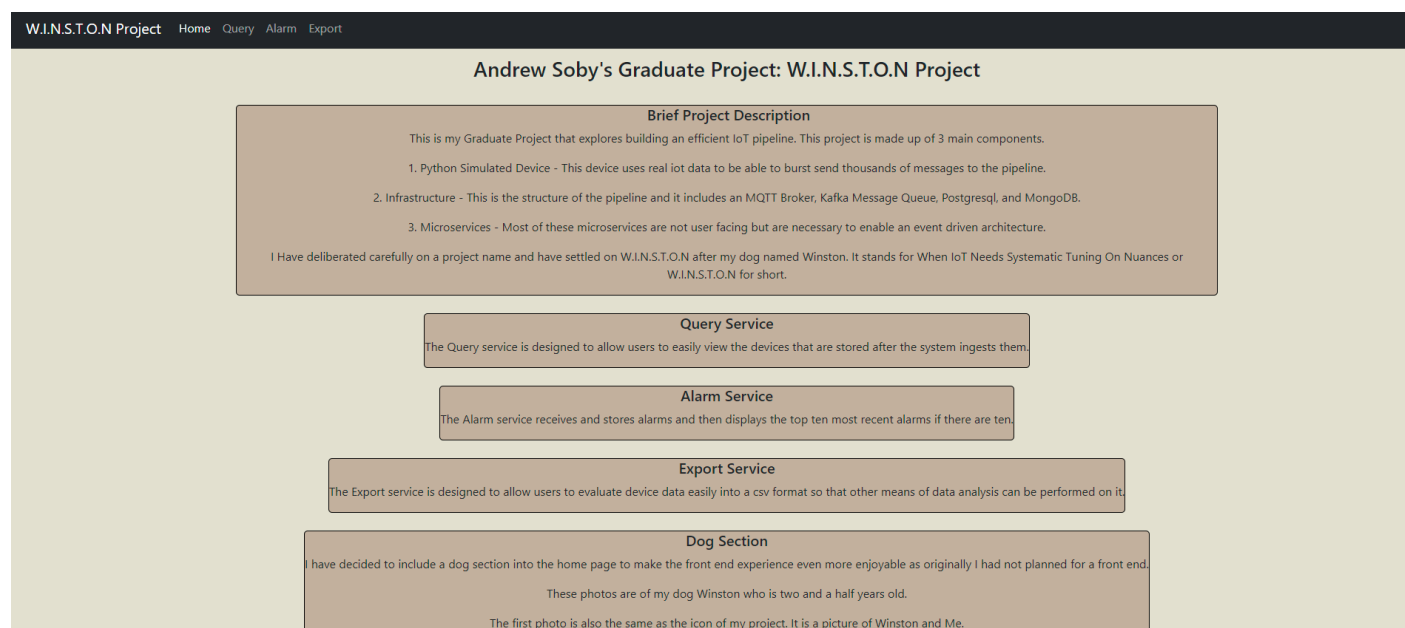 W.I.N.S.T.O.N Project Home Query Alarm Export
Andrew Soby's Graduate Project: W.I.N.S.T.O.N Project
Brief Project Description
This is my Graduate Project that explores building an efficient IoT pipeline. This project is made up of 3 main components.
1. Python Simulated Device - This device uses real iot data to be able to burst send thousands of messages to the pipeline.
2. Infrastructure - This is the structure of the pipeline and it includes an MQTT Broker, Kafka Message Queue, Postgresql, and MongoDB.
3. Microservices - Most of these microservices are not user facing but are necessary to enable an event driven architecture.
I Have deliberated carefully on a project name and have settled on W.I.N.S.T.O.N after my dog named Winston. It stands for When IoT Needs Systematic Tuning On Nuances or
W.I.N.S.T.O.N for short.
Query Service
The Query service is designed to allow users to easily view the devices that are stored after the system ingests them.
Alarm Service
The Alarm service receives and stores alarms and then displays the top ten most recent alarms if there are ten.
Export Service
The Export service is designed to allow users to evaluate device data easily into a csv format so that other means of data analysis can be performed on it.
Dog Section
I have decided to include a dog section into the home page to make the front end experience even more enjoyable as originally I had not planned for a front end.
These photos are of my dog Winston who is two and a half years old.
The first photo is also the same as the icon of my project. It is a picture of Winston and Me.